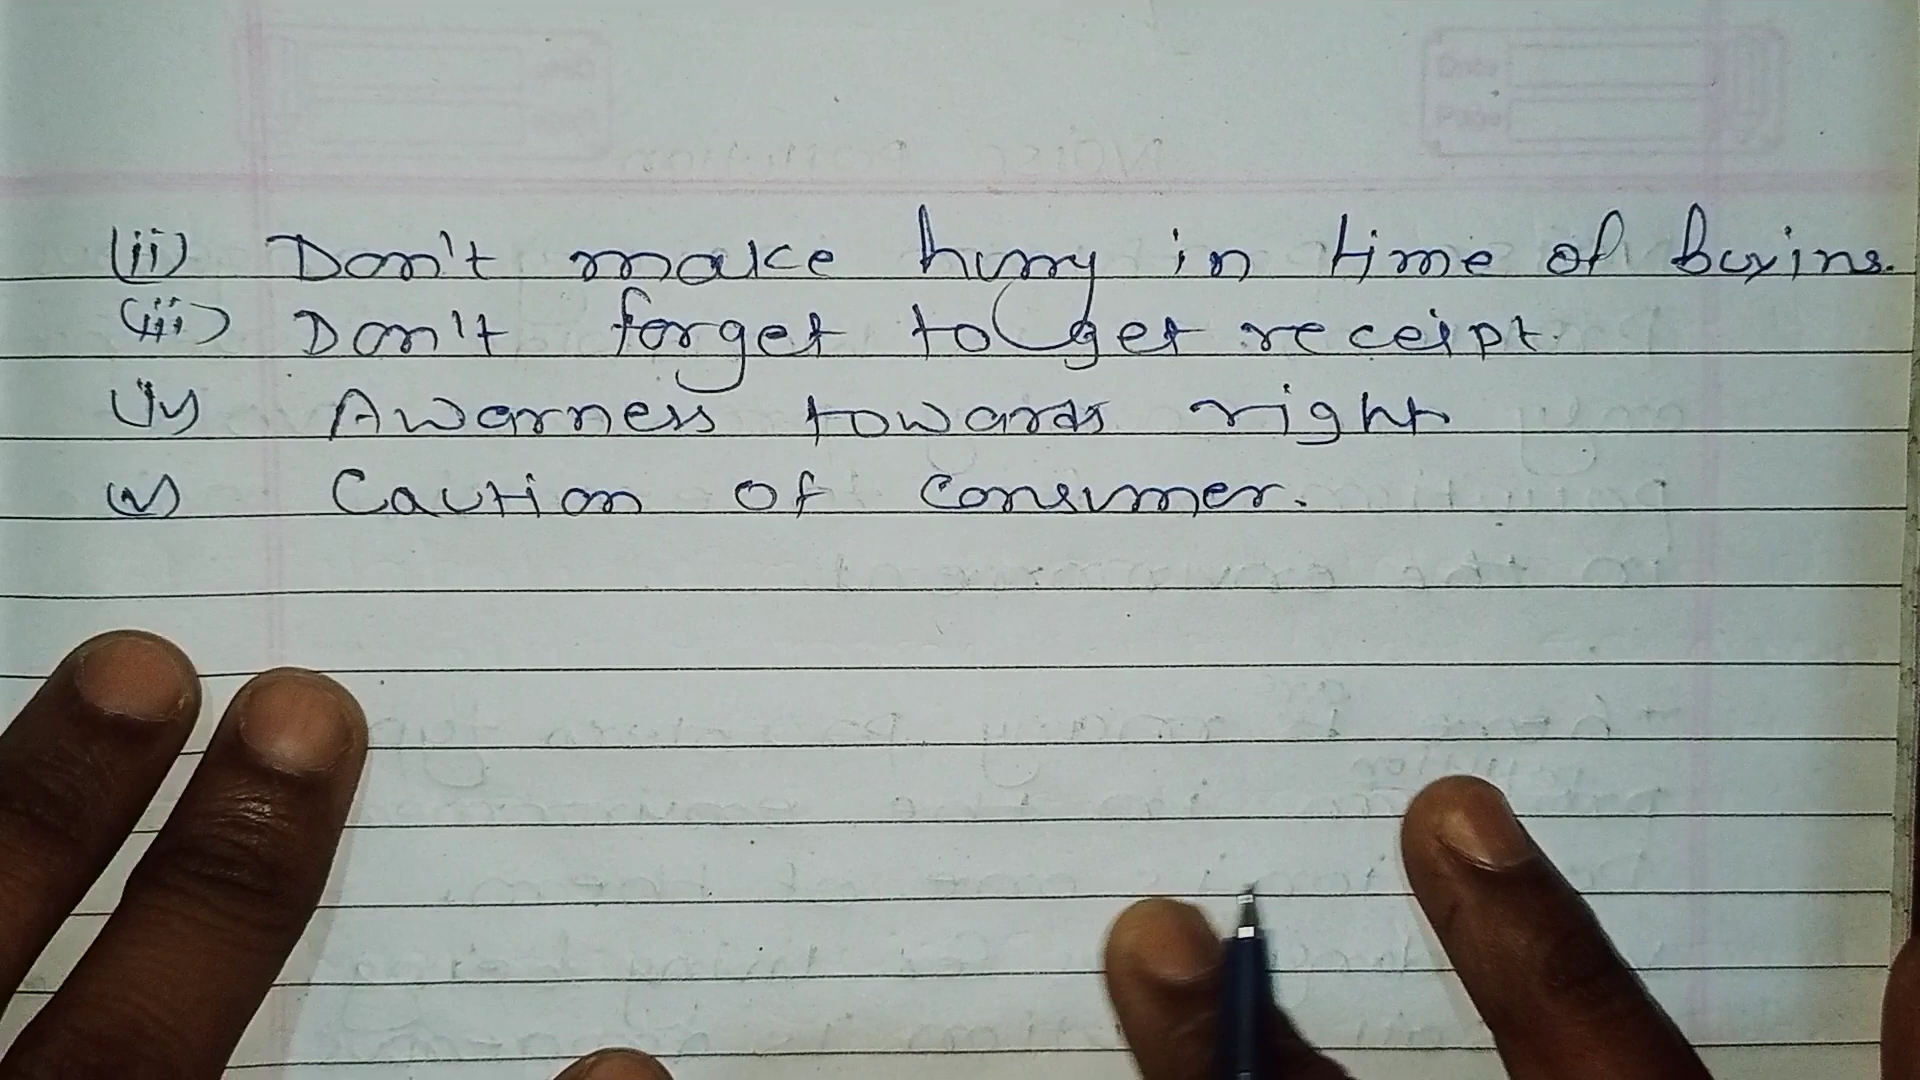 (ii) Don't make hurry in time of buying.
(iii) Don't forget to get receipt.
(iv) Awarness towards right
(v) Caution of Consumer.